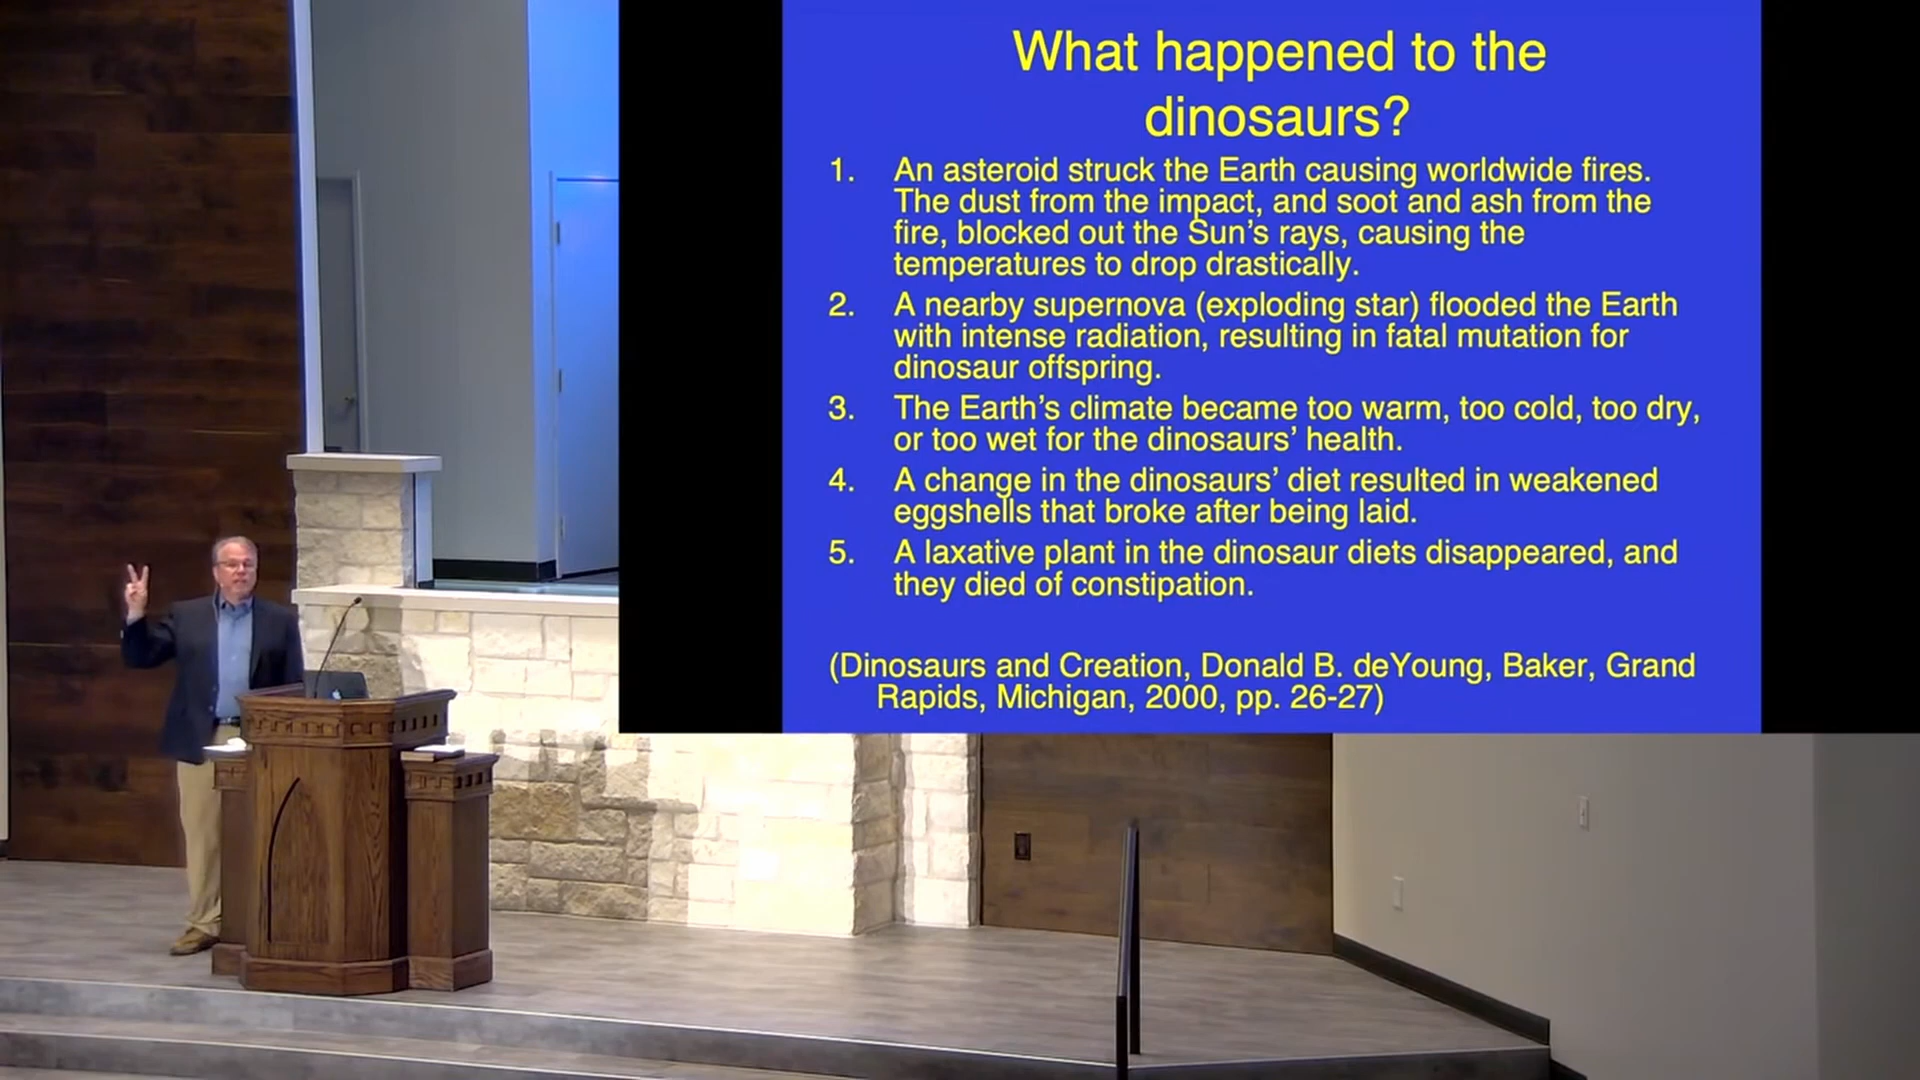 What happened to the
dinosaurs?
1. An asteroid struck the Earth causing worldwide fires.
The dust from the impact, and soot and ash from the
fire, blocked out the Sun's rays, causing the
temperatures to drop drastically.
2. A nearby supernova (exploding star) flooded the Earth
with intense radiation, resulting in fatal mutation for
dinosaur offspring.
3. The Earth's climate became too warm, too cold, too dry,
or too wet for the dinosaurs' health.
4. A change in the dinosaurs' diet resulted in weakened
eggshells that broke after being laid.
5. A laxative plant in the dinosaur diets disappeared, and
they died of constipation.
(Dinosaurs and Creation, Donald B. deYoung, Baker, Grand
Rapids, Michigan, 2000, pp. 26-27)